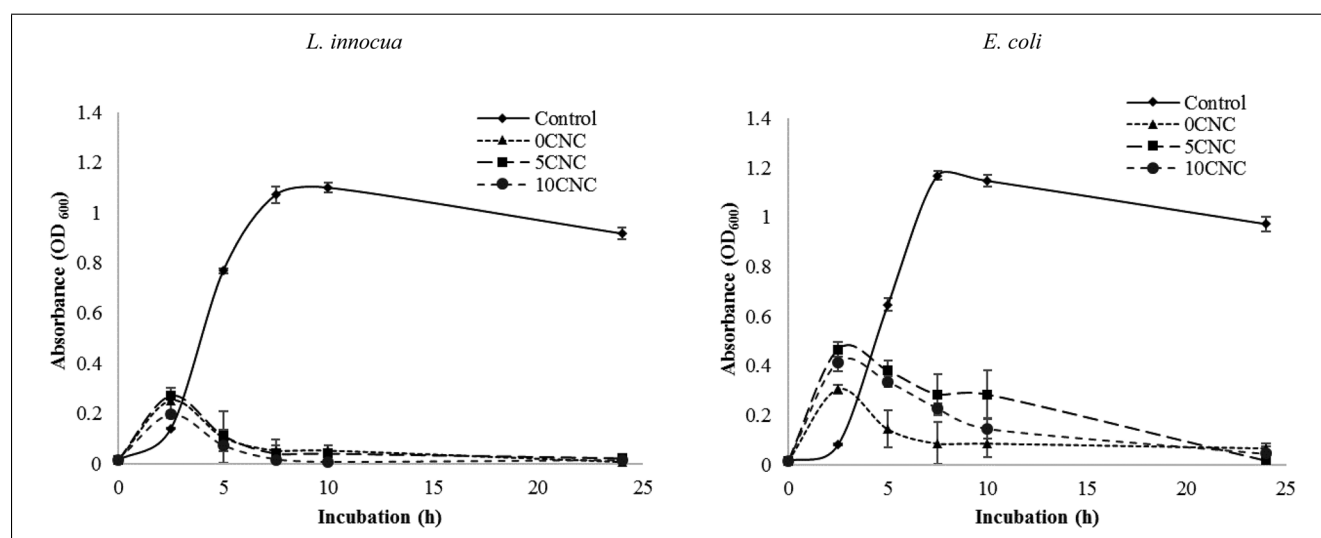 L. innocua
1.4
1.2
1
0.8
0.6
0.4
0.2
0
Absorbance (OD 600)
0
5
10
15
20
25
Incubation (h)
Control
0CNC
5CNC
10CNC
E. coli
1.4
1.2
1
0.8
0.6
0.4
0.2
0
Absorbance (OD600)
0
5
10
15
20
25
Incubation (h)
Control
0CNC
5CNC
10CNC